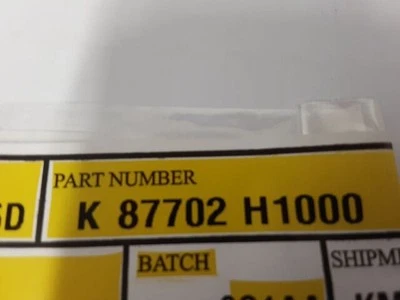 PART NUMBER
K 87702 H1000
BATCH